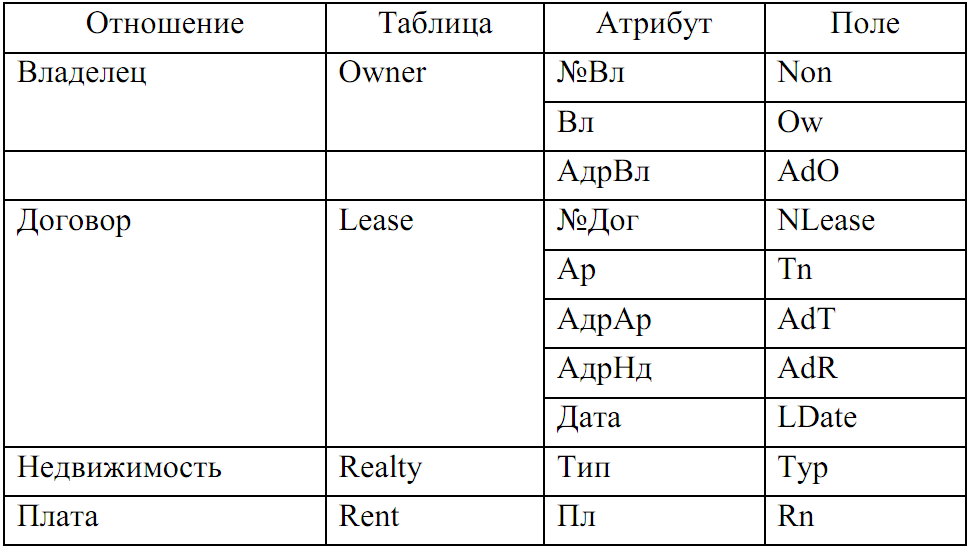 Отношение Таблица Атрибут Поле
Владелец Owner №Вл Non
Вл Ow
АдрВл AdO
Договор Lease №Дог NLease
Ар Tn
АдрАр AdT
АдрНд AdR
Дата LDate
Недвижимость Realty Тип Typ
Плата Rent Пл Rn